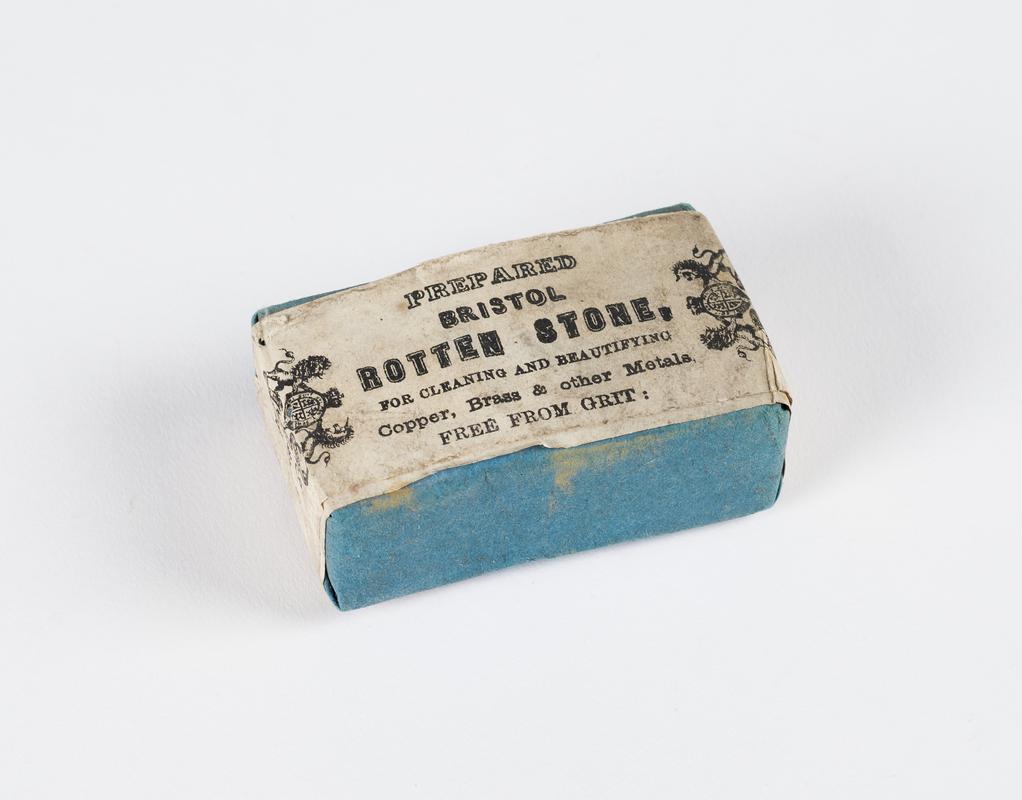 PREPARED
BRISTOL
ROTTEN STONE,
FOR CLEANING AND BEAUTIFYING
Copper, Brass & other Metals,
FREE FROM GRIT: